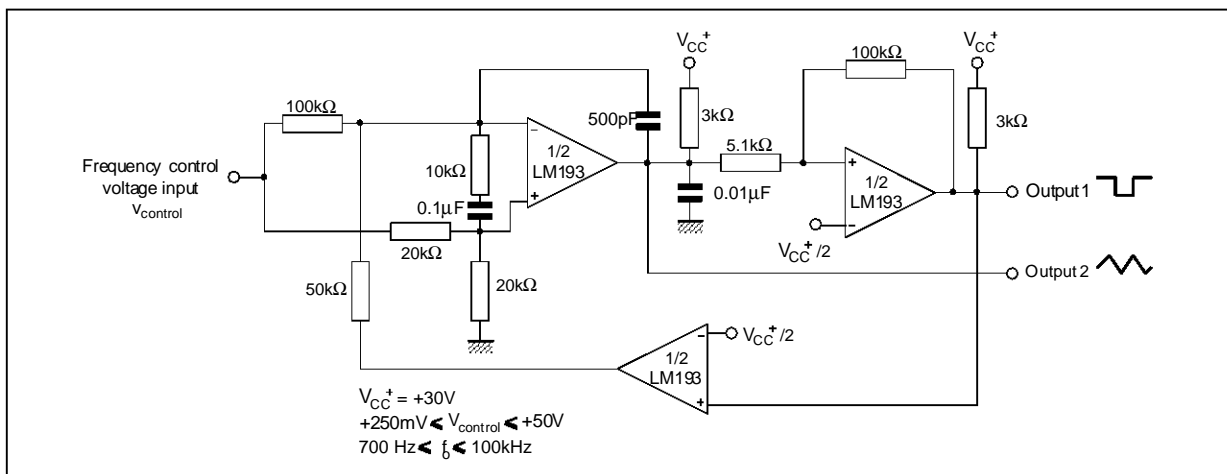 VCC+
100kΩ
VCC+
100kΩ
500pF
3kΩ
3kΩ
5.1kΩ
–
1/2
LM193
+
10kΩ
0.1μF
Frequency control
voltage input
vcontrol
+
1/2
LM193
–
0.01μF
Output 1
VCC+/2
20kΩ
20kΩ
Output 2
50kΩ
–
VCC+/2
1/2
LM193
+
VCC+ = +30V
+250mV < Vcontrol < +50V
700 Hz < fo < 100kHz